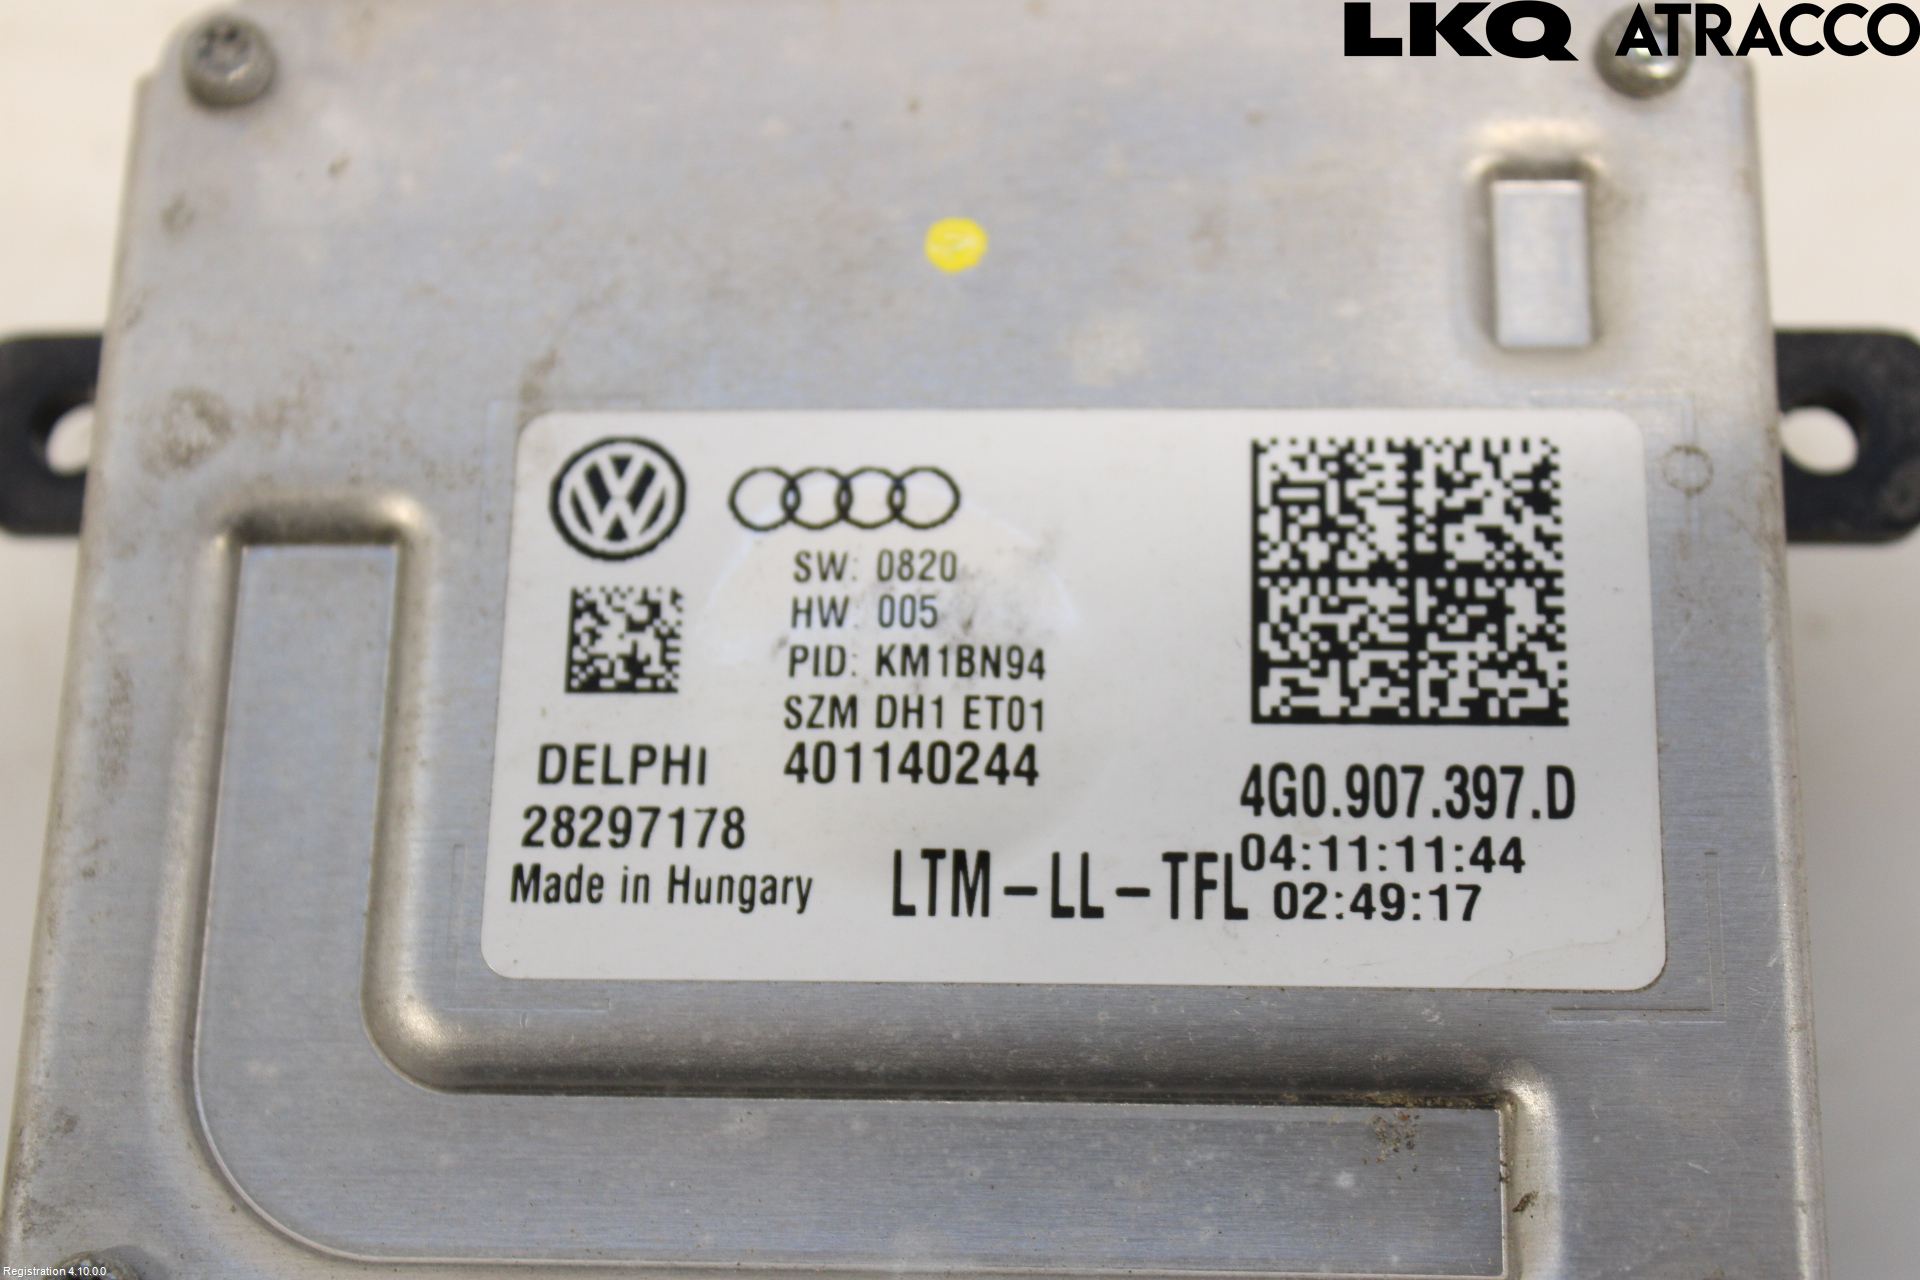 LKQ ATRACCO
SW: 0820
HW: 005
PID: KM1BN94
SZM DH1 ET01
DELPHI 401140244
28297178
Made in Hungary
LTM-LL-TFL
4G0.907.397.D
04:11:11:44
02:49:17
Registration 4.10.0.0